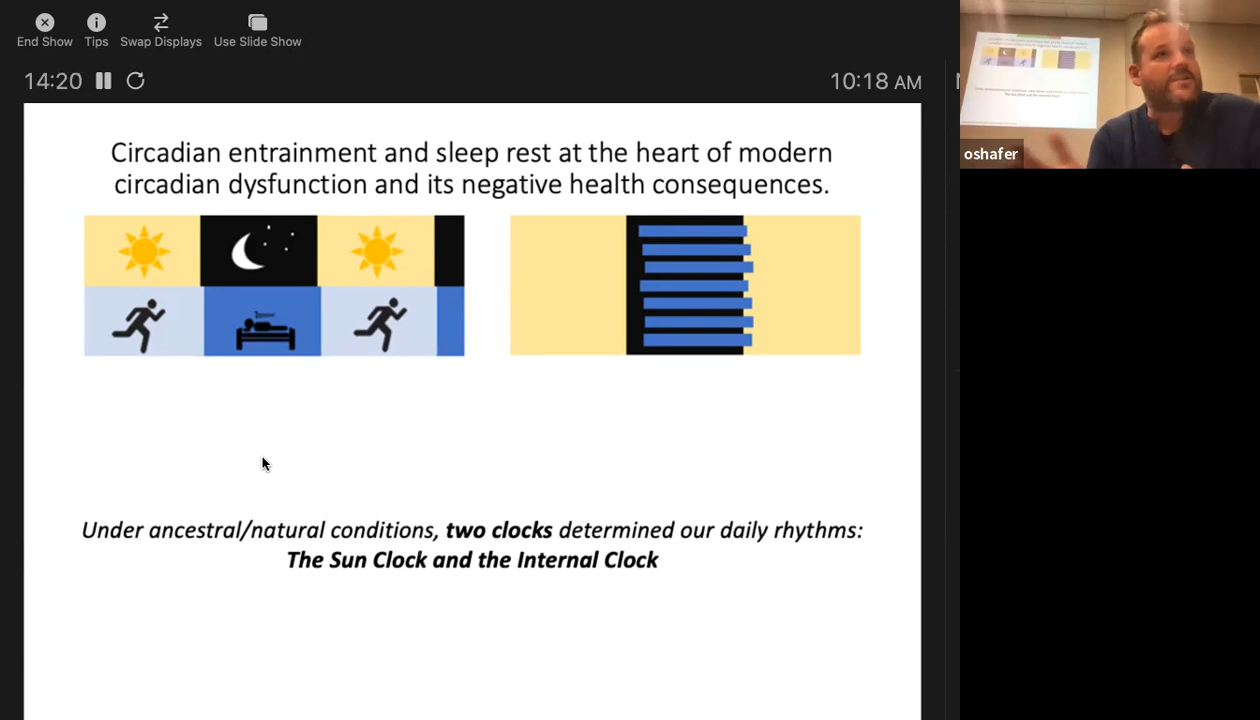 End Show
Tips
Swap Displays
Use Slide Show
14:20
10:18 AM
Circadian entrainment and sleep rest at the heart of modern
circadian dysfunction and its negative health consequences.
Under ancestral/natural conditions, two clocks determined our daily rhythms:
The Sun Clock and the Internal Clock
oshafer